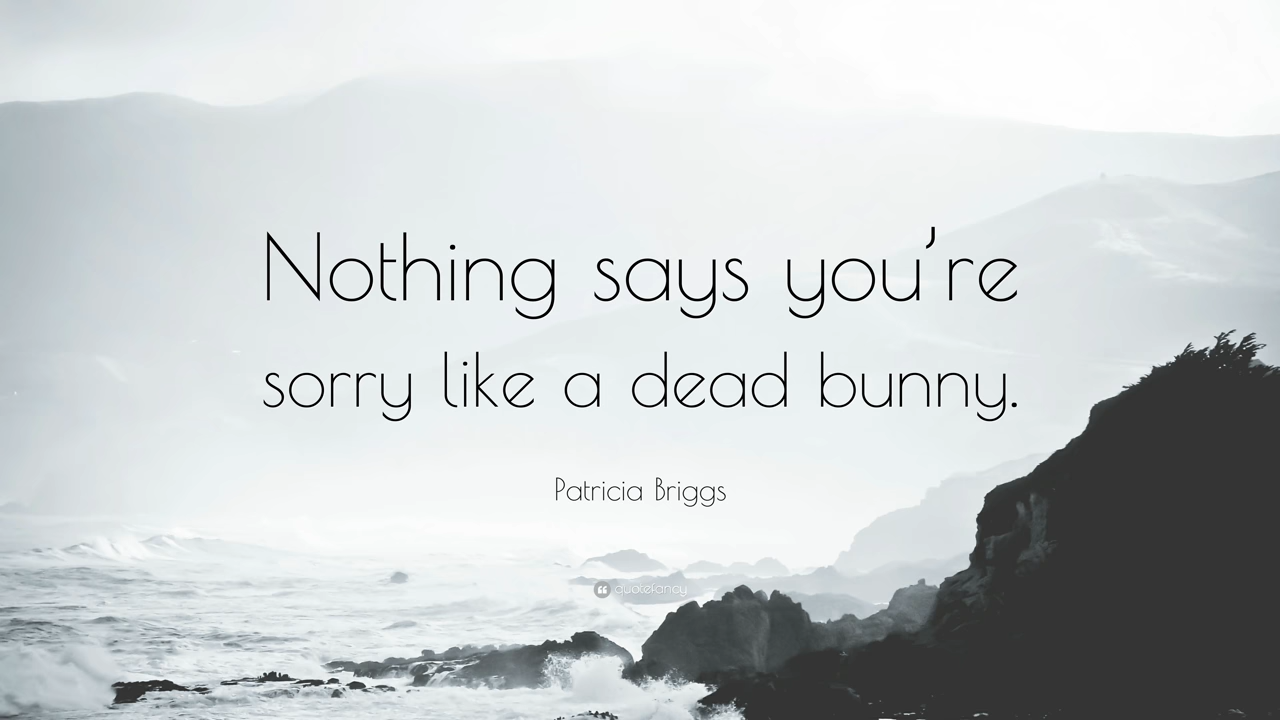 Nothing says you’re
sorry like a dead bunny.
Patricia Briggs
quotefancy